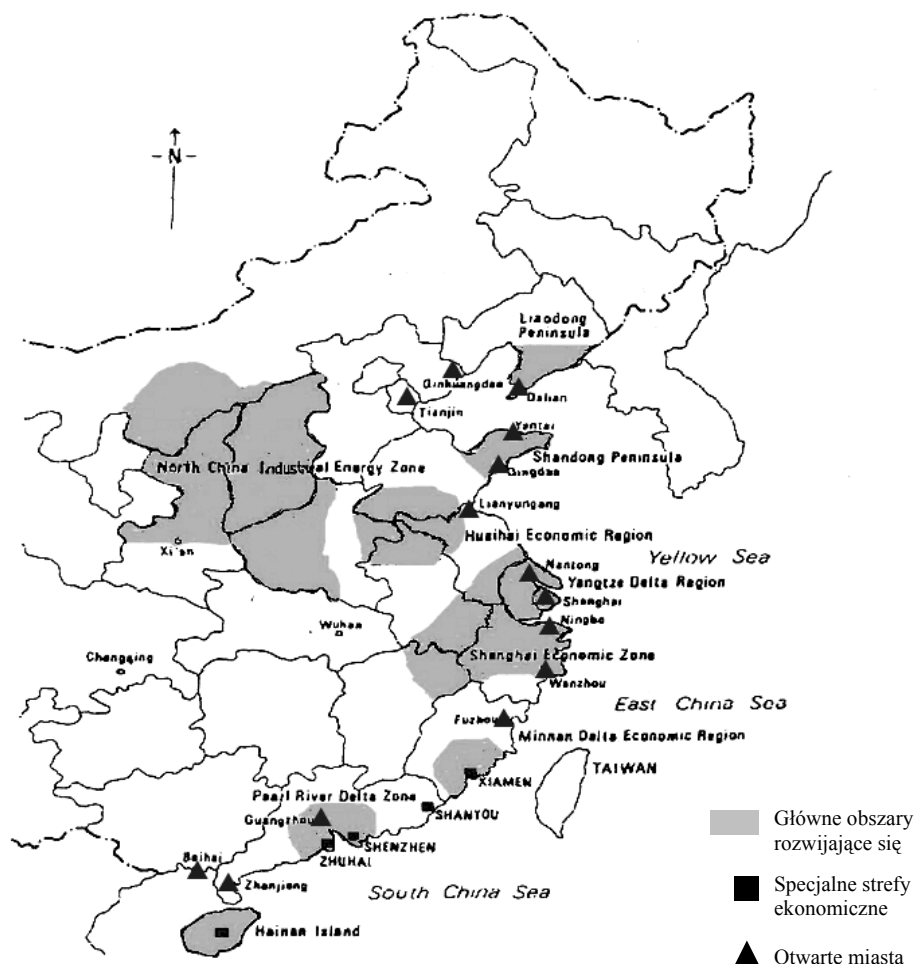 N
Liaodong
Peninsula
Qinhuangdao
Dalian
Tianjin
Yantai
Shandong Peninsula
Qingdao
North China Industrual Energy Zone
Lianyungang
Huaihai Economic Region
Xi'an
Yellow Sea
Nantong
Yangtze Delta Region
Shanghai
Wuhan
Ningbo
Chongqing
Shanghai Economic Zone
Wenzhou
East China Sea
Fuzhou
Minnan Delta Economic Region
TAIWAN
XIAMEN
Paarl River Delta Zone
Guangzhou
SHANYOU
SHENZHEN
ZHUHAI
Beihai
Zhanjiang
South China Sea
Hainan Island
Główne obszary
rozwijające się
Specjalne strefy
ekonomiczne
Otwarte miasta